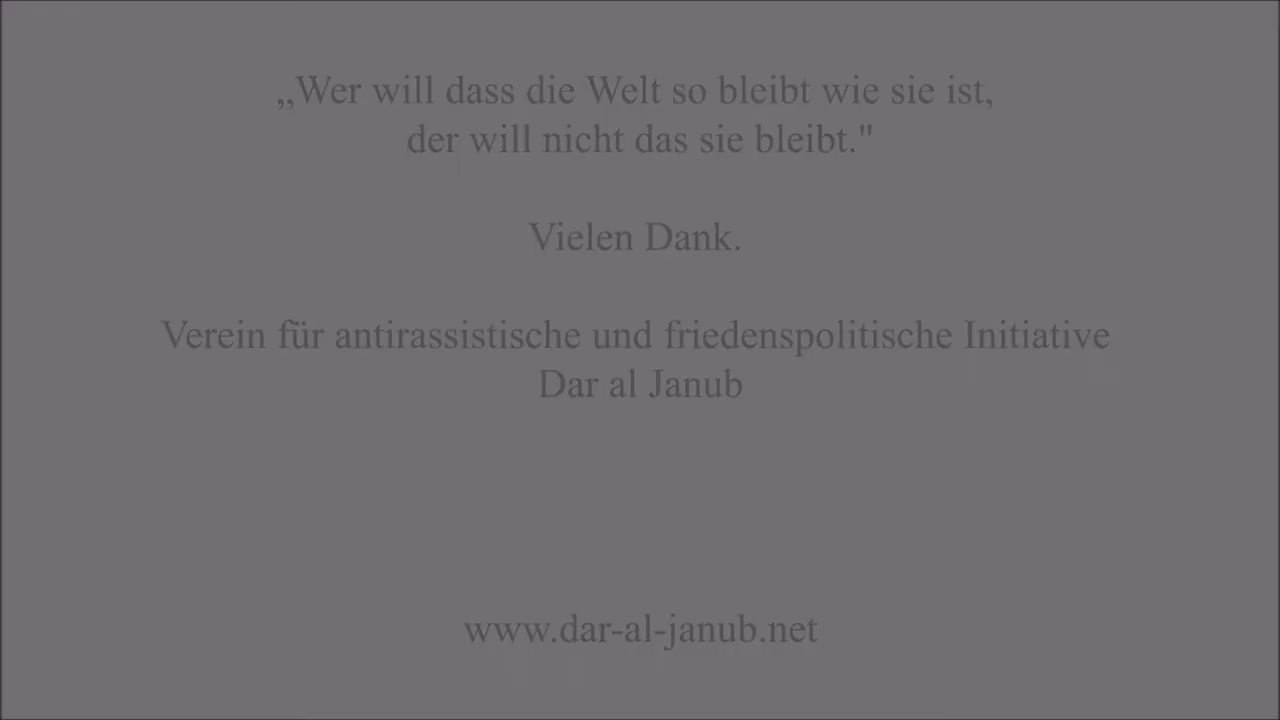 „Wer will dass die Welt so bleibt wie sie ist,
der will nicht das sie bleibt."
Vielen Dank.
Verein für antirassistische und friedenspolitische Initiative
Dar al Janub
www.dar-al-janub.net